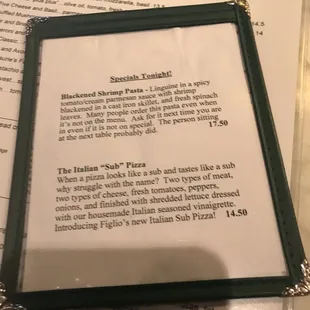 Specials Tonight!
Blackened Shrimp Pasta - Linguine in a spicy
tomato/cream parmesan sauce with shrimp
blackened in a cast iron skillet, and fresh spinach
leaves. Many people order this pasta even when
it's not on the menu. Ask for it next time you are
in even if it is not on special. The person sitting
at the next table probably did. 17.50
The Italian "Sub" Pizza
When a pizza looks like a sub and tastes like a sub
why struggle with the name? Two types of meat,
two types of cheese, fresh tomatoes, peppers,
onions, and finished with shredded lettuce dressed
with our housemade Italian seasoned vinaigrette.
Introducing Figlio's new Italian Sub Pizza! 14.50